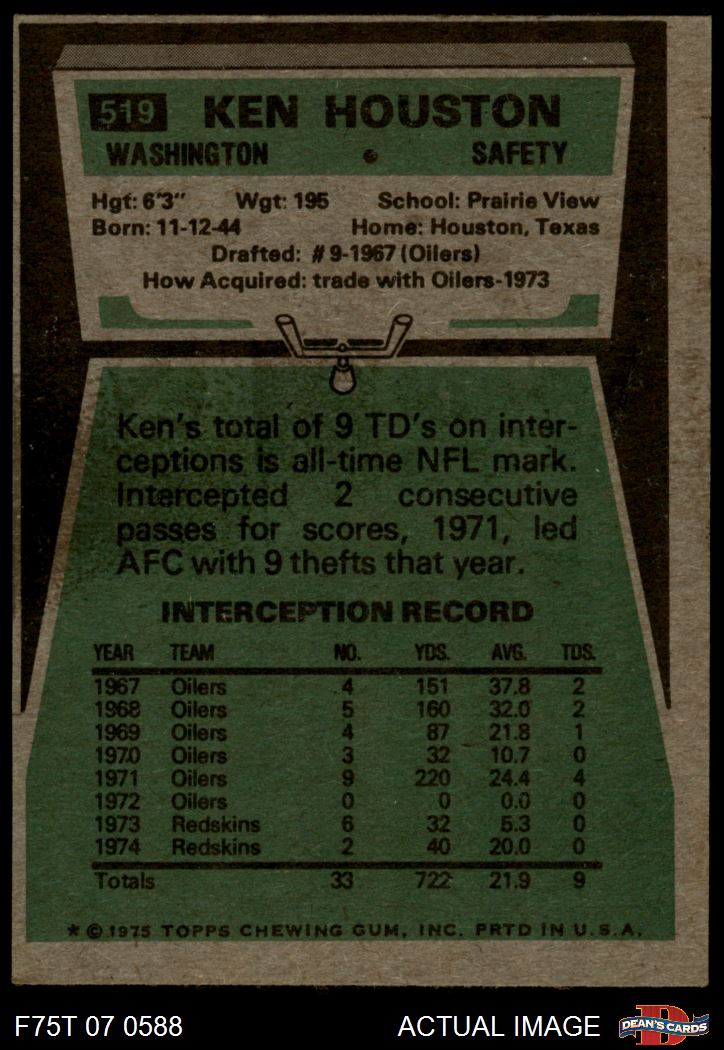 519 KEN HOUSTON
WASHINGTON • SAFETY
Hgt: 6'3" Wgt: 195 School: Prairie View
Born: 11-12-44 Home: Houston, Texas
Drafted: #9-1967 (Oilers)
How Acquired: trade with Oilers-1973
Ken's total of 9 TD's on inter-
ceptions is all-time NFL mark.
Intercepted 2 consecutive
passes for scores, 1971, led
AFC with 9 thefts that year.
INTERCEPTION RECORD
YEAR TEAM NO. YDS. AVG. TDS.
1967 Oilers 4 151 37.8 2
1968 Oilers 5 160 32.0 2
1969 Oilers 4 87 21.8 1
1970 Oilers 3 32 10.7 0
1971 Oilers 9 220 24.4 4
1972 Oilers 0 0 0.0 0
1973 Redskins 6 32 5.3 0
1974 Redskins 2 40 20.0 0
Totals 33 722 21.9 9
* © 1975 TOPPS CHEWING GUM, INC. PRTD IN U.S.A.
F75T 07 0588 ACTUAL IMAGE D DEAN'S CARDS